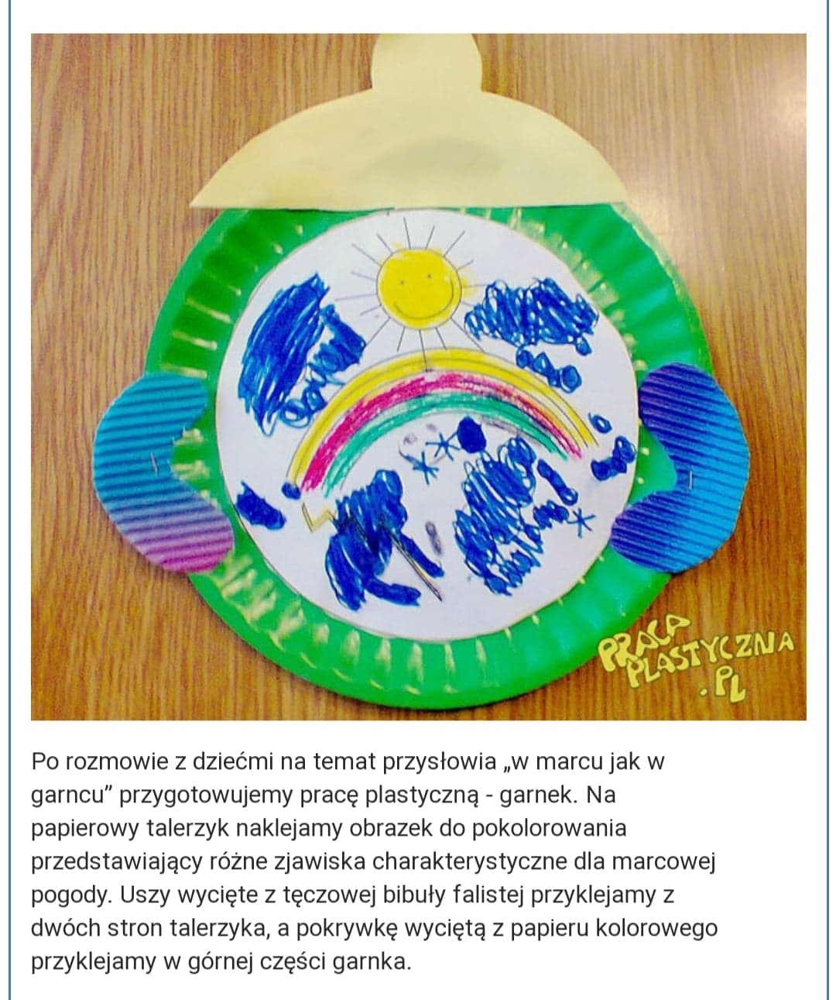 PRACA
PLASTYCZNA
.PL
Po rozmowie z dziećmi na temat przysłowia „w marcu jak w
garncu” przygotowujemy pracę plastyczną - garnek. Na
papierowy talerzyk naklejamy obrazek do pokolorowania
przedstawiający różne zjawiska charakterystyczne dla marcowej
pogody. Uszy wycięte z tęczowej bibuły falistej przyklejamy z
dwóch stron talerzyka, a pokrywkę wyciętą z papieru kolorowego
przyklejamy w górnej części garnka.